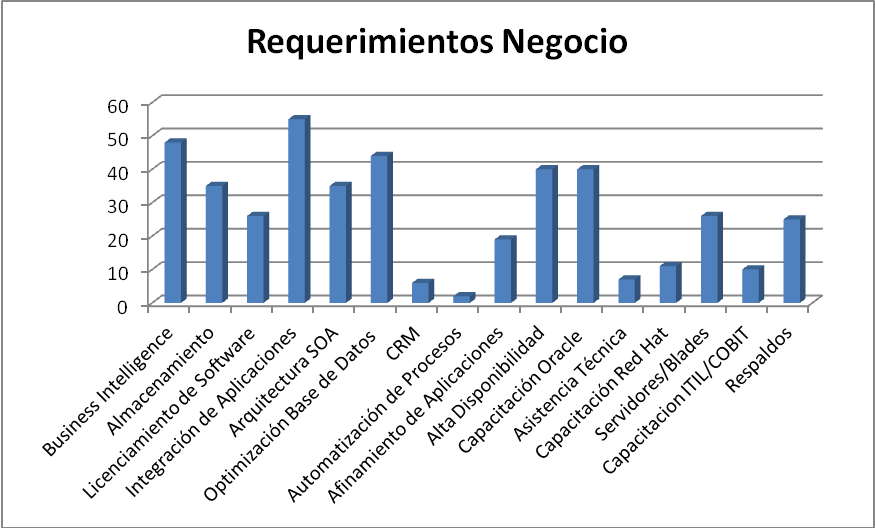 Requerimientos Negocio
60
50
40
30
20
10
0
Business Intelligence
Almacenamiento
Licenciamiento de Software
Integración de Aplicaciones
Arquitectura SOA
Optimización Base de Datos
CRM
Automatización de Procesos
Afinamiento de Aplicaciones
Alta Disponibilidad
Capacitación Oracle
Asistencia Técnica
Capacitación Red Hat
Servidores/Blades
Capacitacion ITIL/COBIT
Respaldos